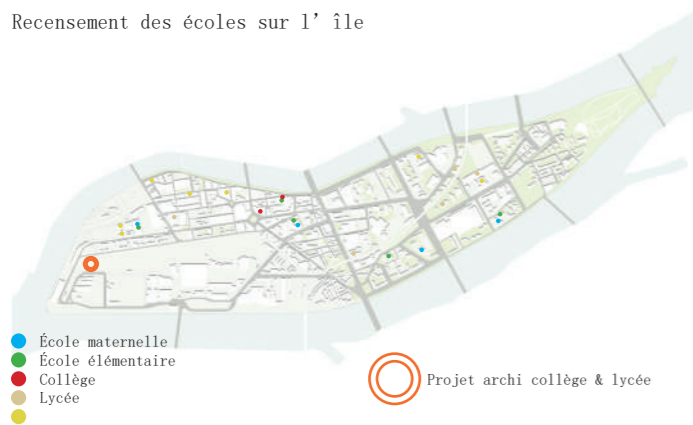 Recensement des écoles sur l’île
École maternelle
École élémentaire
Collège
Lycée
Projet archi collège & lycée